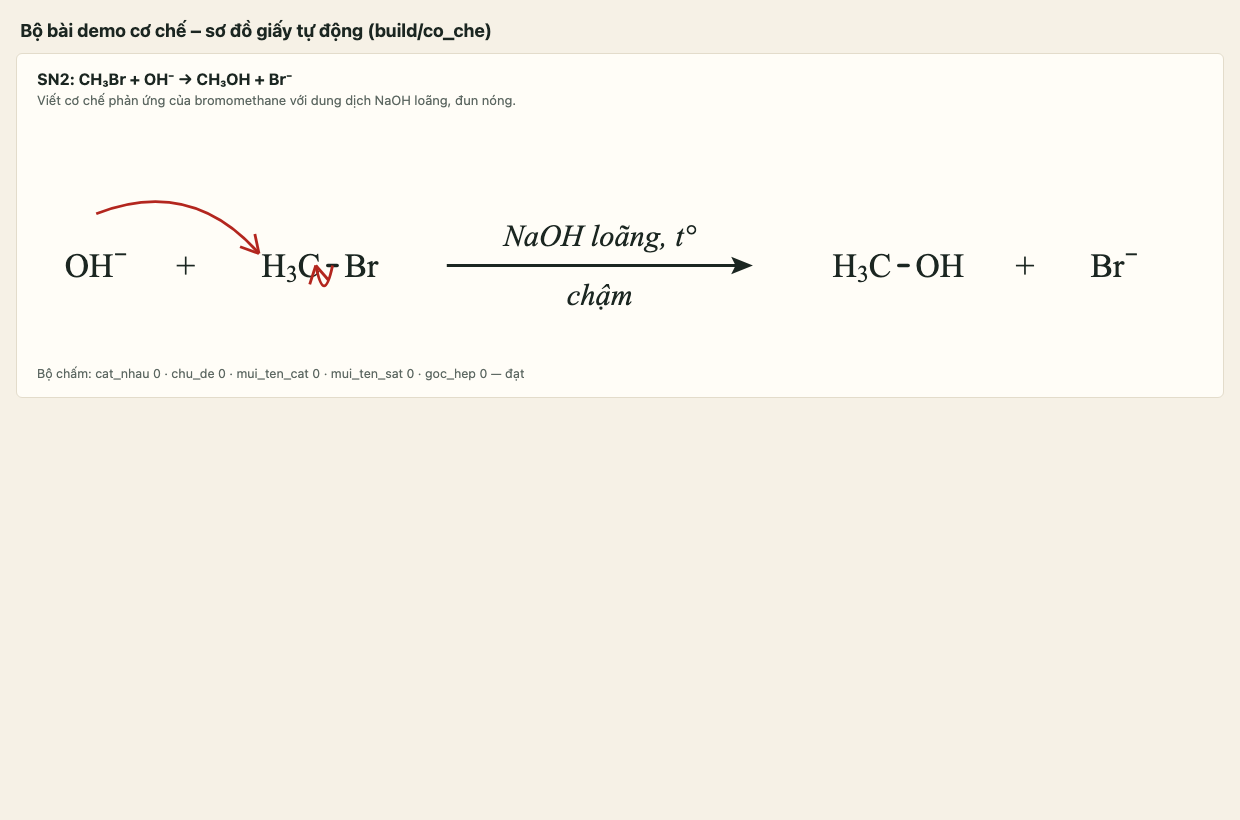 Bộ bài demo cơ chế – sơ đồ giấy tự động (build/co_che)
SN2: CH₃Br + OH⁻ → CH₃OH + Br⁻
Viết cơ chế phản ứng của bromomethane với dung dịch NaOH loãng, đun nóng.
NaOH loãng, t°
OH⁻ + H₃C-Br → H₃C-OH + Br⁻
chậm
Bộ chấm: cat_nhau 0 · chu_de 0 · mui_ten_cat 0 · mui_ten_sat 0 · goc_hep 0 — đạt